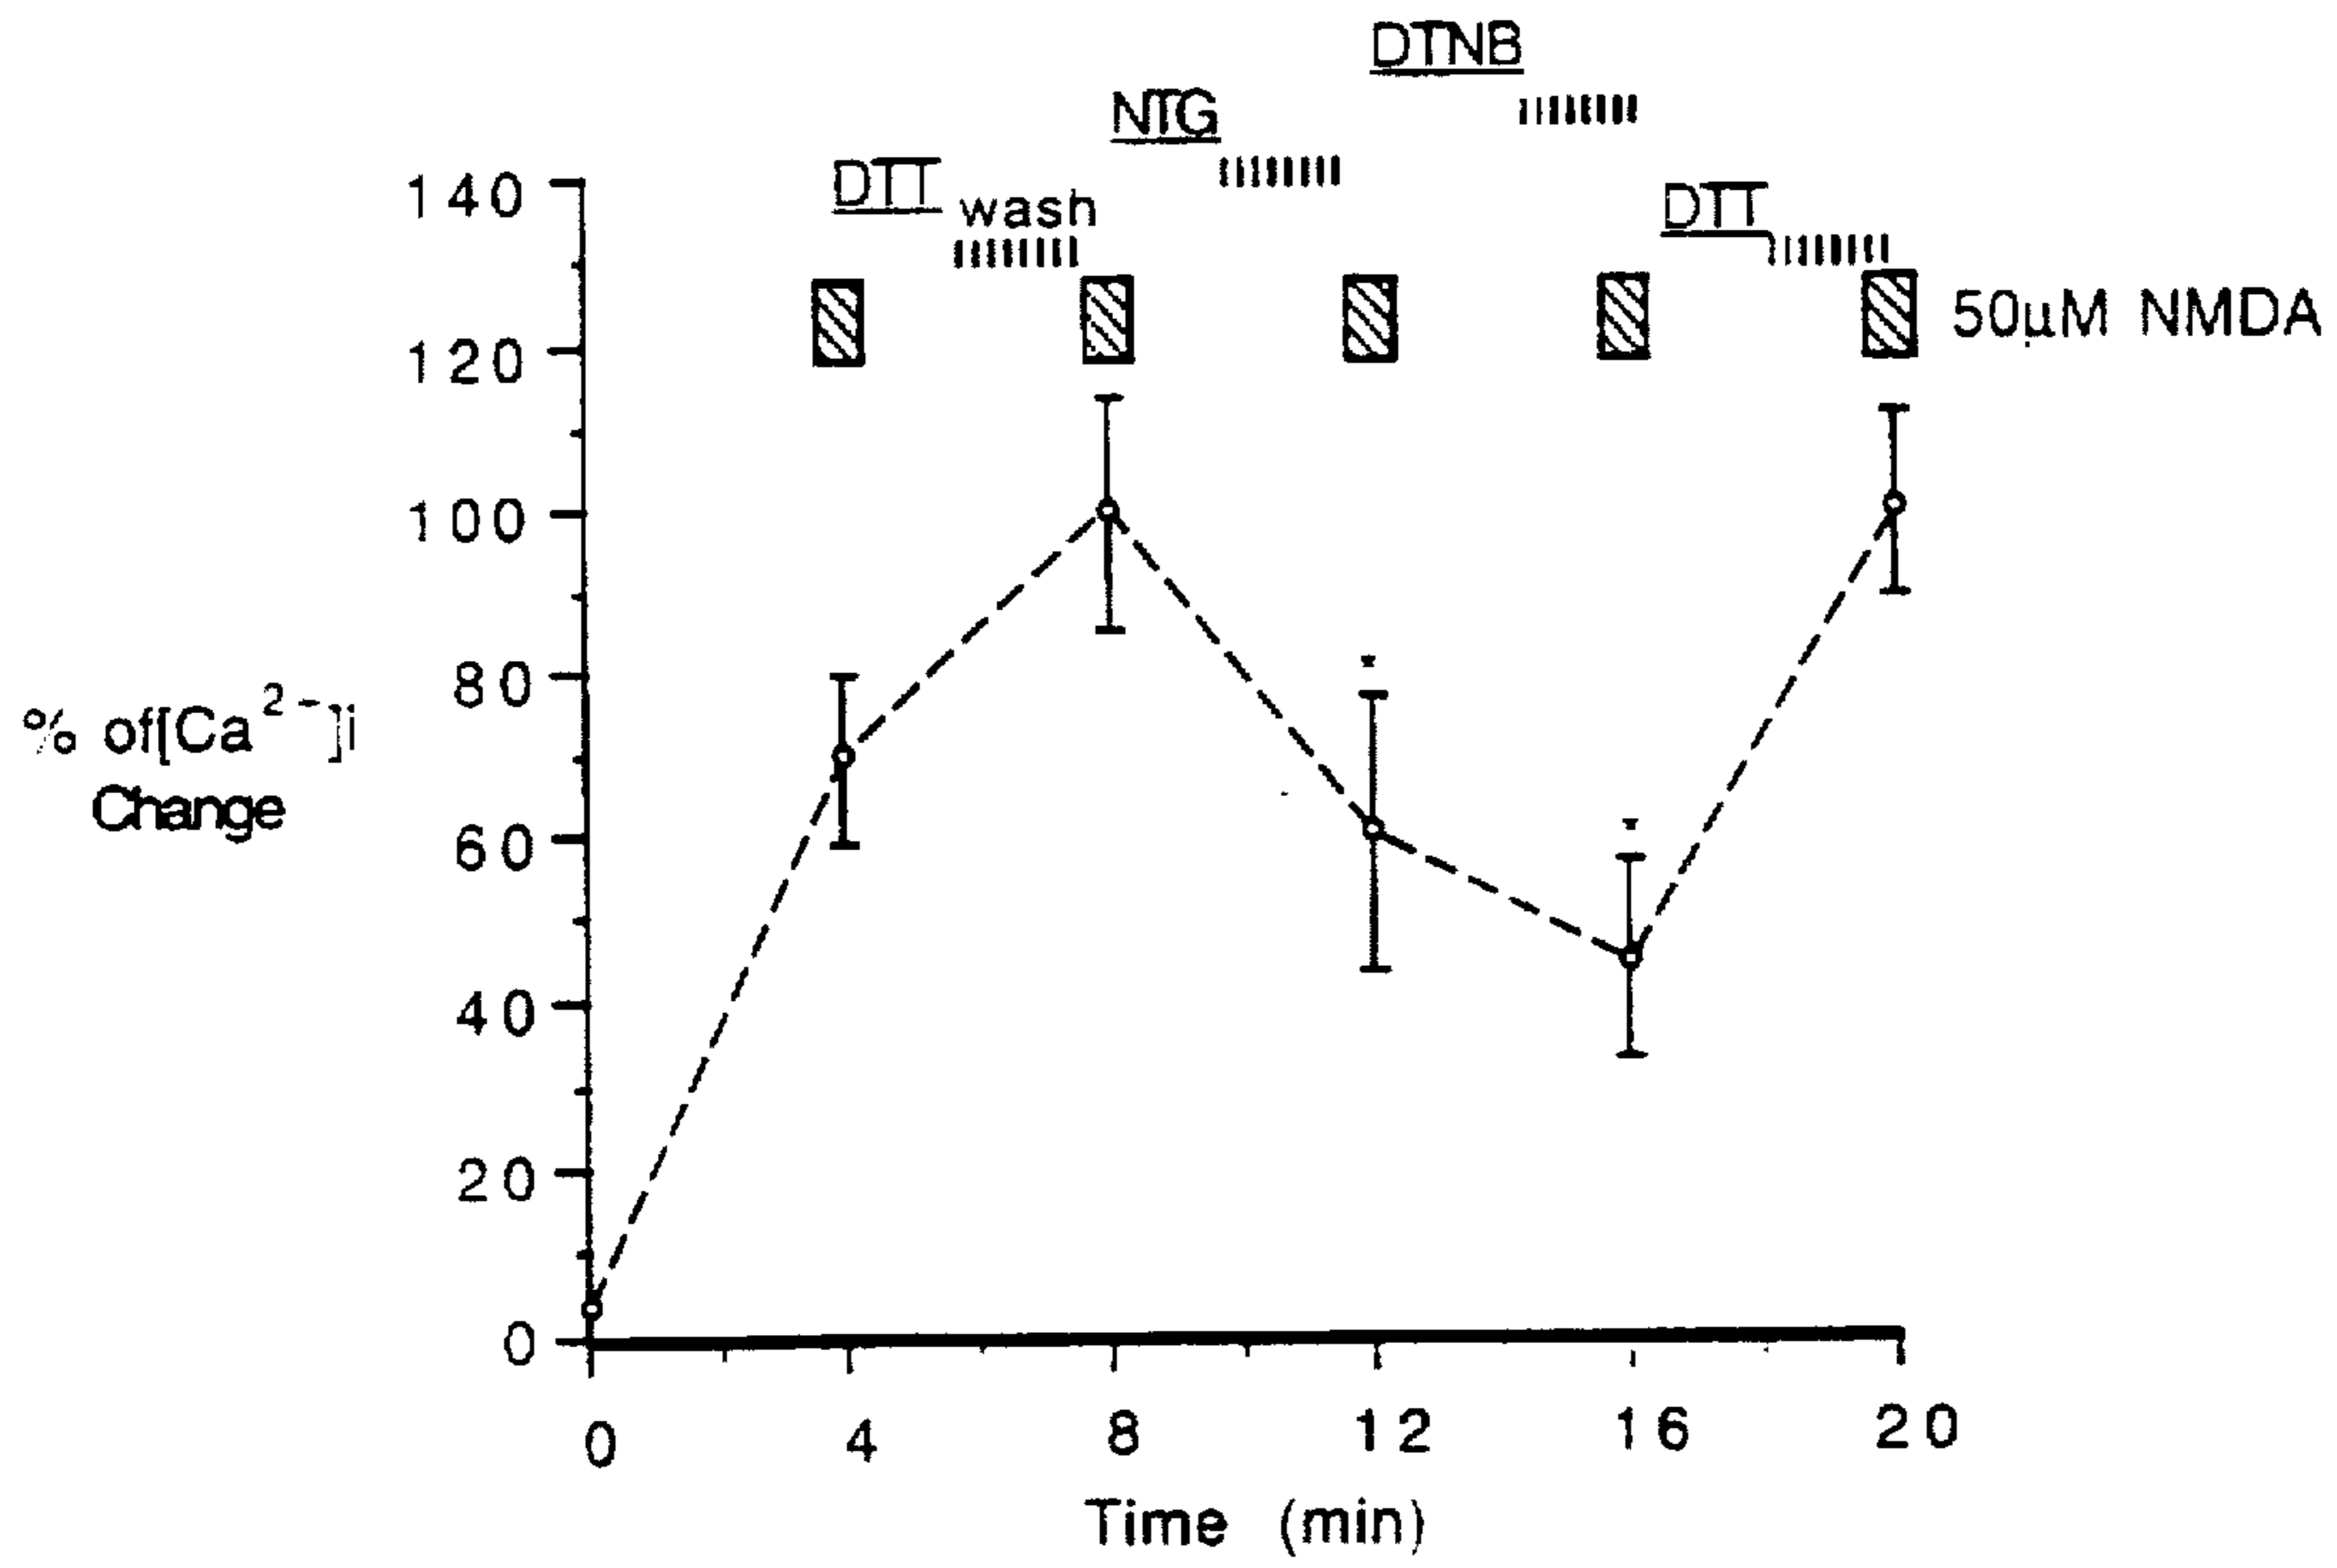 DTNB
NTG
DTT
wash
DTT
50µM NMDA
140
120
100
80
60
40
20
0
% of[Ca2-]i
Change
0 4 8 12 16 20
Time (min)